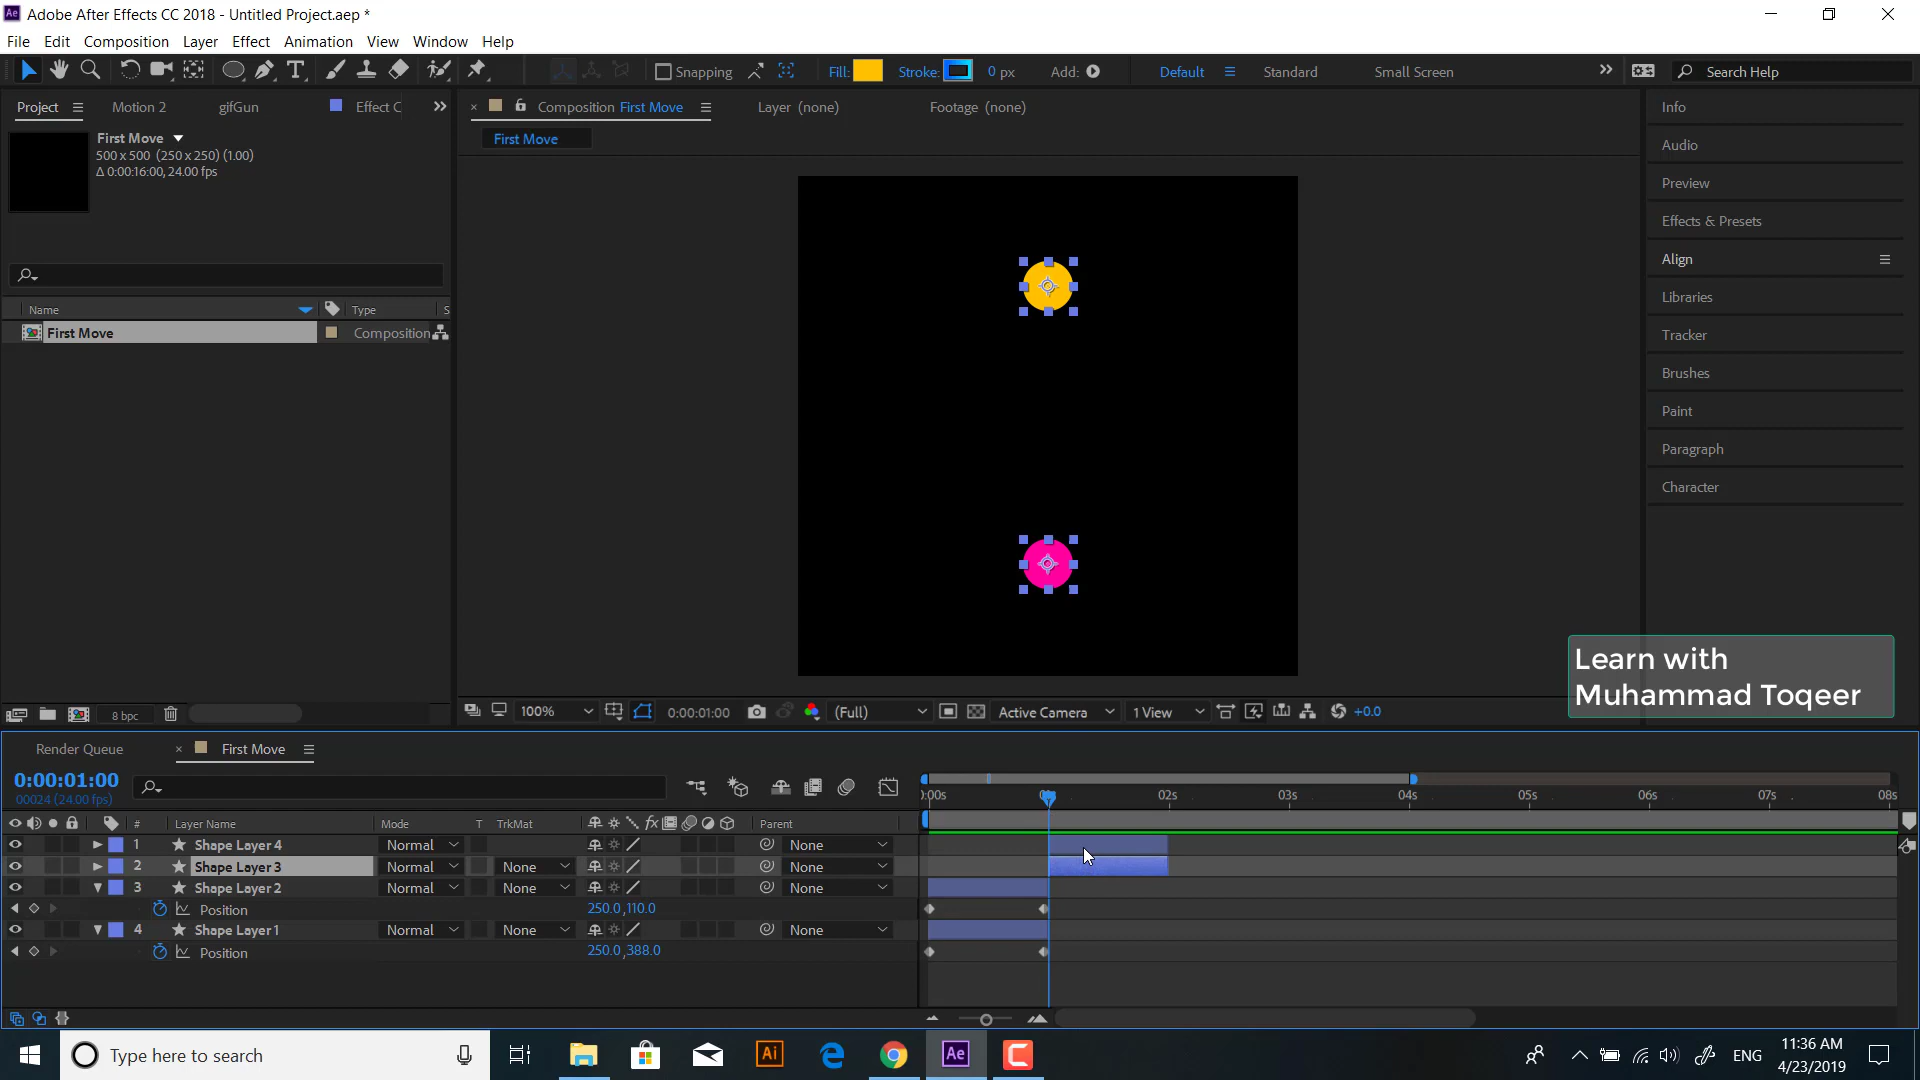 Adobe After Effects CC 2018 - Untitled Project.aep *
File Edit Composition Layer Effect Animation View Window Help
Snapping Fill: Stroke: 0 px Add: Default Standard Small Screen Search Help
Project Motion 2 gifGun Effect C
Composition First Move Layer (none) Footage (none)
First Move
First Move
500 x 500 (250 x 250) (1.00)
Δ 0:00:16:00, 24.00 fps
Name Type S
First Move Composition
8 bpc
100% 0:00:01:00 (Full) Active Camera 1 View +0.0
Info
Audio
Preview
Effects & Presets
Align
Libraries
Tracker
Brushes
Paint
Paragraph
Character
Learn with
Muhammad Toqeer
Render Queue First Move
0:00:01:00
00024 (24.00 fps)
:00s 02s 03s 04s 05s 06s 07s 08s
# Layer Name Mode T TrkMat Parent
1 Shape Layer 4 Normal None
2 Shape Layer 3 Normal None None
3 Shape Layer 2 Normal None None
Position 250.0,110.0
4 Shape Layer 1 Normal None None
Position 250.0,388.0
Type here to search
ENG
11:36 AM
4/23/2019